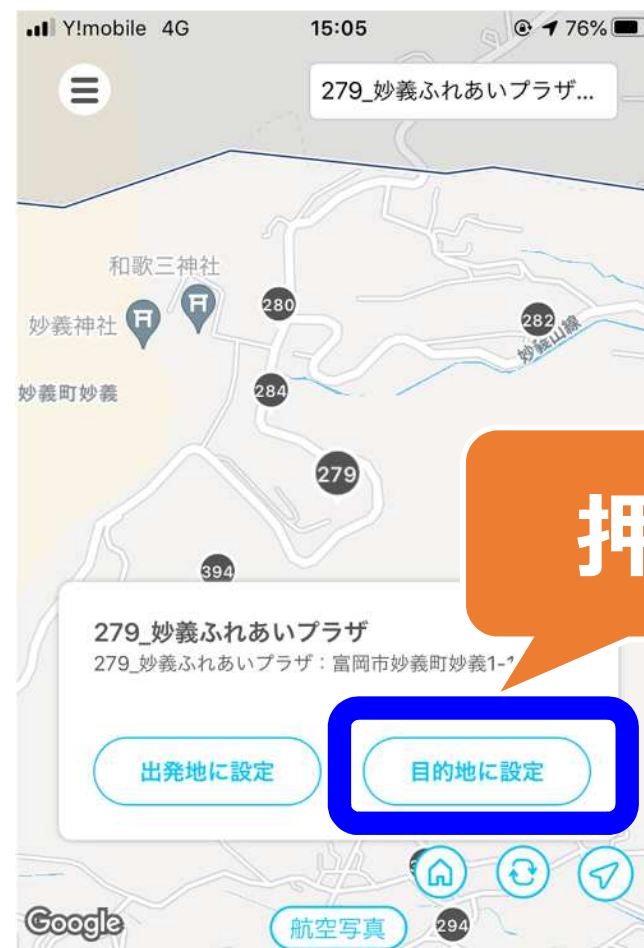 Y!mobile 4G 15:05 76%
279_妙義ふれあいプラザ...
和歌三神社
280
282
妙義神社
妙義山線
妙義町妙義
284
279
押
394
279_妙義ふれあいプラザ
279_妙義ふれあいプラザ：富岡市妙義町妙義1-1
出発地に設定
目的地に設定
Google
航空写真
294